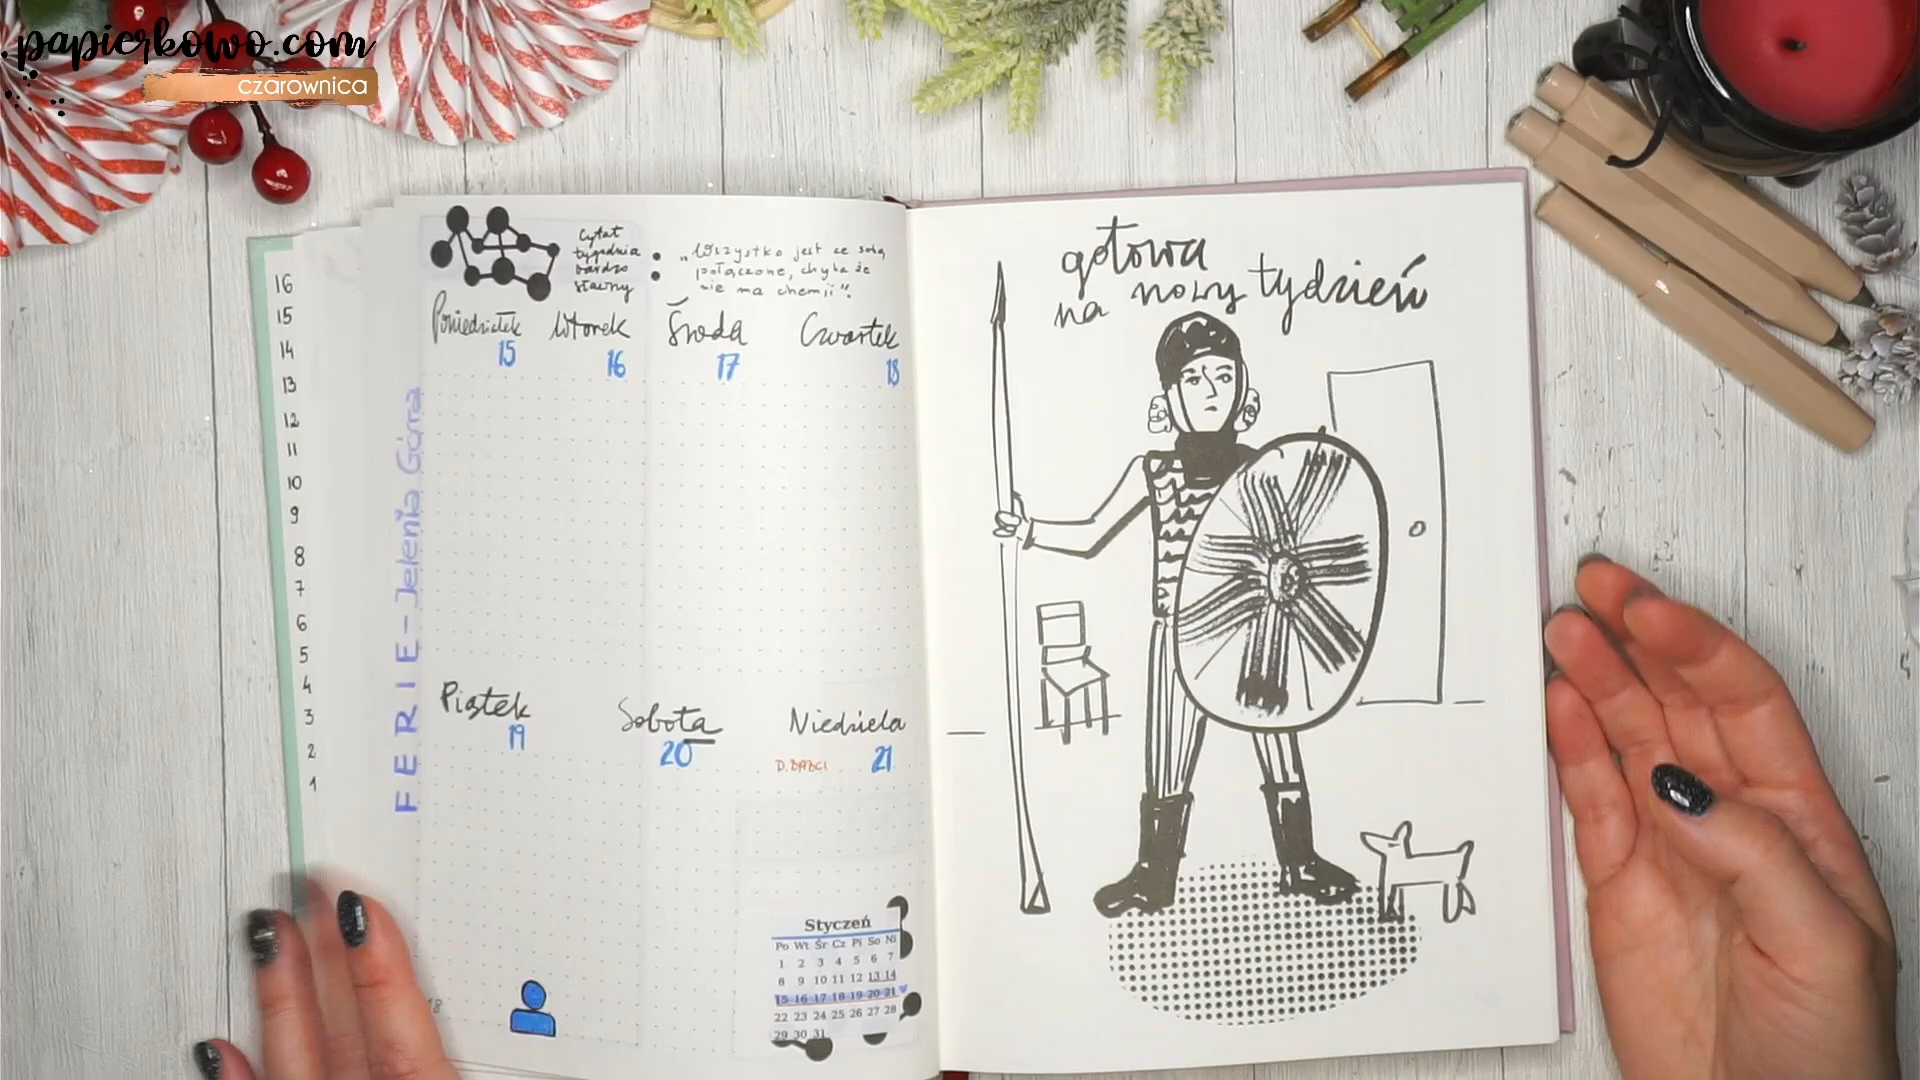 papierkowo.com
czarownica
16
15
14
13
12
11
10
9
8
7
6
5
4
3
2
1
FERIE - Jelenia Góra
Cytat
tygodnia
bardzo
sławny
:
„Wszystko jest ze sobą
połączone, chyba że
nie ma chemii".
Poniedziałek Wtorek Środa Czwartek
15 16 17 18
Piątek Sobota Niedziela
19 20 D. BABCI 21
Styczeń
Po Wt Śr Cz Pi So Ni
1 2 3 4 5 6 7
8 9 10 11 12 13 14
15 16 17 18 19 20 21
22 23 24 25 26 27 28
29 30 31
18
gotowa
na nowy tydzień